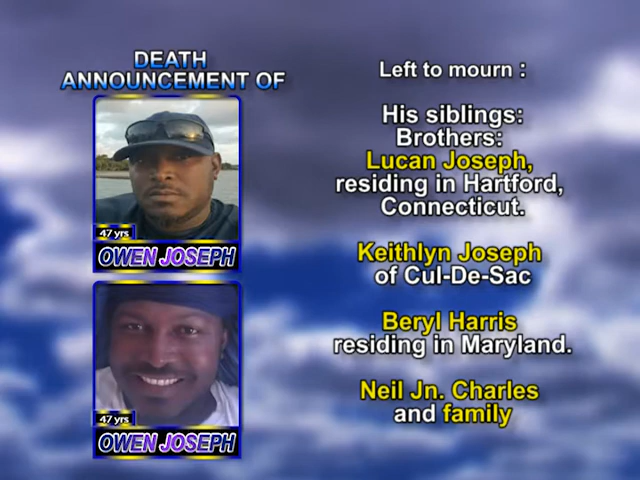 DEATH
ANNOUNCEMENT OF
47 yrs
OWEN JOSEPH
47 yrs
OWEN JOSEPH
Left to mourn :
His siblings:
Brothers:
Lucan Joseph,
residing in Hartford,
Connecticut.
Keithlyn Joseph
of Cul-De-Sac
Beryl Harris
residing in Maryland.
Neil Jn. Charles
and family